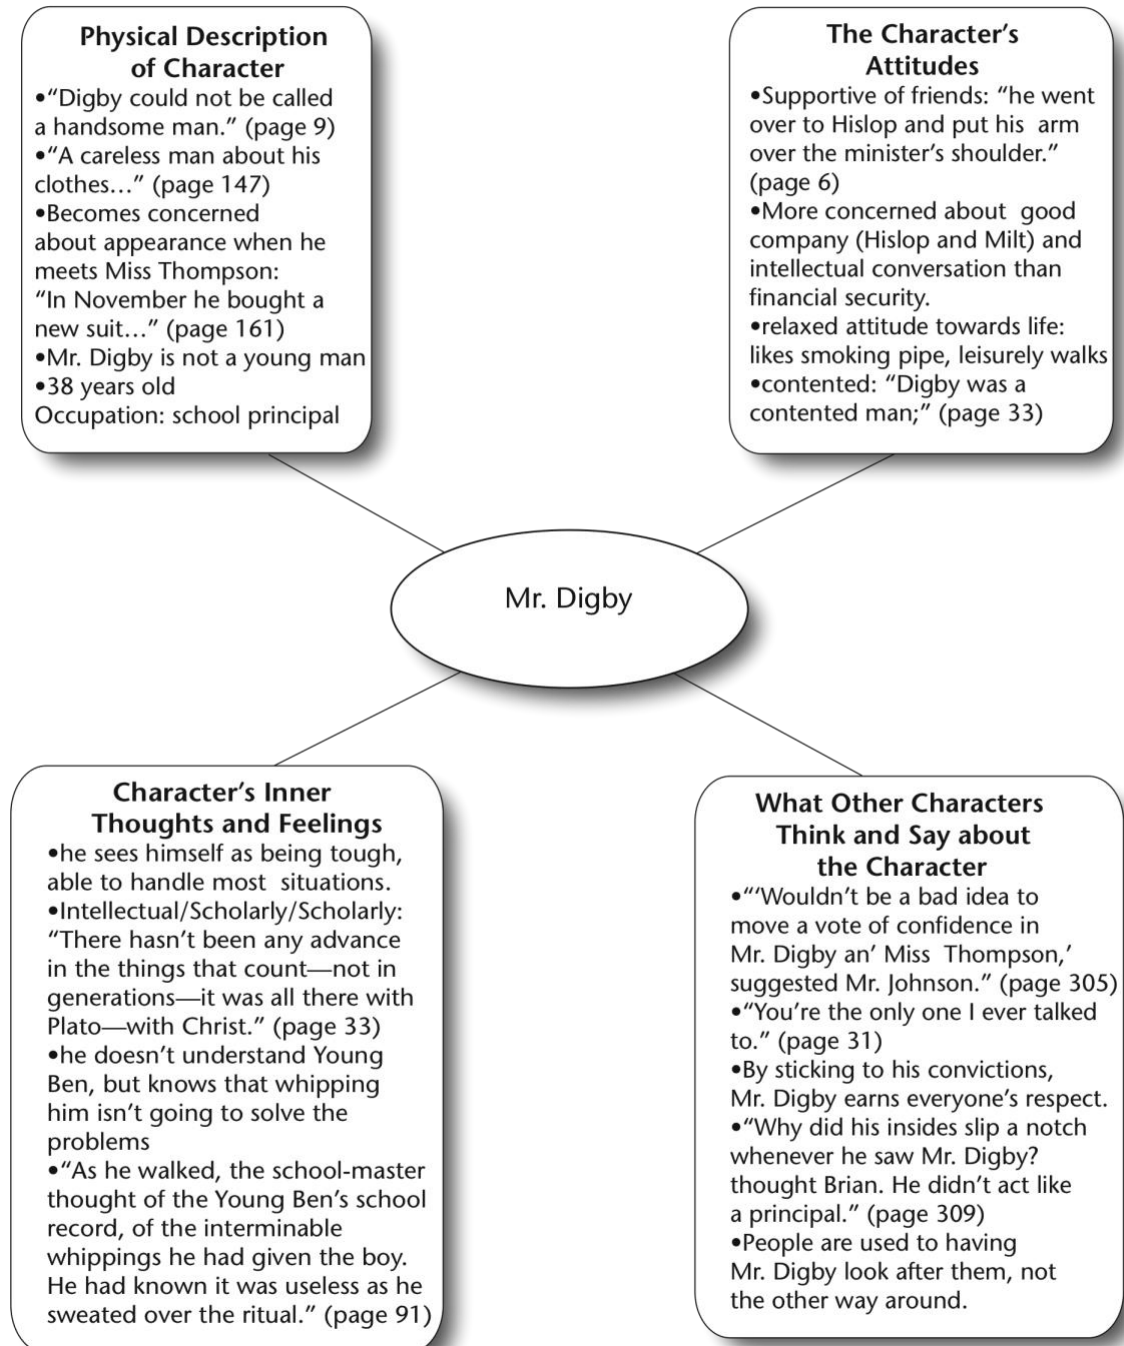 Physical Description
of Character
•“Digby could not be called
a handsome man.” (page 9)
•“A careless man about his
clothes…” (page 147)
•Becomes concerned
about appearance when he
meets Miss Thompson:
“In November he bought a
new suit…” (page 161)
•Mr. Digby is not a young man
•38 years old
Occupation: school principal
The Character’s
Attitudes
•Supportive of friends: “he went
over to Hislop and put his arm
over the minister’s shoulder.”
(page 6)
•More concerned about good
company (Hislop and Milt) and
intellectual conversation than
financial security.
•relaxed attitude towards life:
likes smoking pipe, leisurely walks
•contented: “Digby was a
contented man;” (page 33)
Mr. Digby
Character’s Inner
Thoughts and Feelings
•he sees himself as being tough,
able to handle most situations.
•Intellectual/Scholarly/Scholarly:
“There hasn’t been any advance
in the things that count—not in
generations—it was all there with
Plato—with Christ.” (page 33)
•he doesn’t understand Young
Ben, but knows that whipping
him isn’t going to solve the
problems
•“As he walked, the school-master
thought of the Young Ben’s school
record, of the interminable
whippings he had given the boy.
He had known it was useless as he
sweated over the ritual.” (page 91)
What Other Characters
Think and Say about
the Character
•“‘Wouldn’t be a bad idea to
move a vote of confidence in
Mr. Digby an’ Miss Thompson,’
suggested Mr. Johnson.” (page 305)
•“You’re the only one I ever talked
to.” (page 31)
•By sticking to his convictions,
Mr. Digby earns everyone’s respect.
•“Why did his insides slip a notch
whenever he saw Mr. Digby?
thought Brian. He didn’t act like
a principal.” (page 309)
•People are used to having
Mr. Digby look after them, not
the other way around.